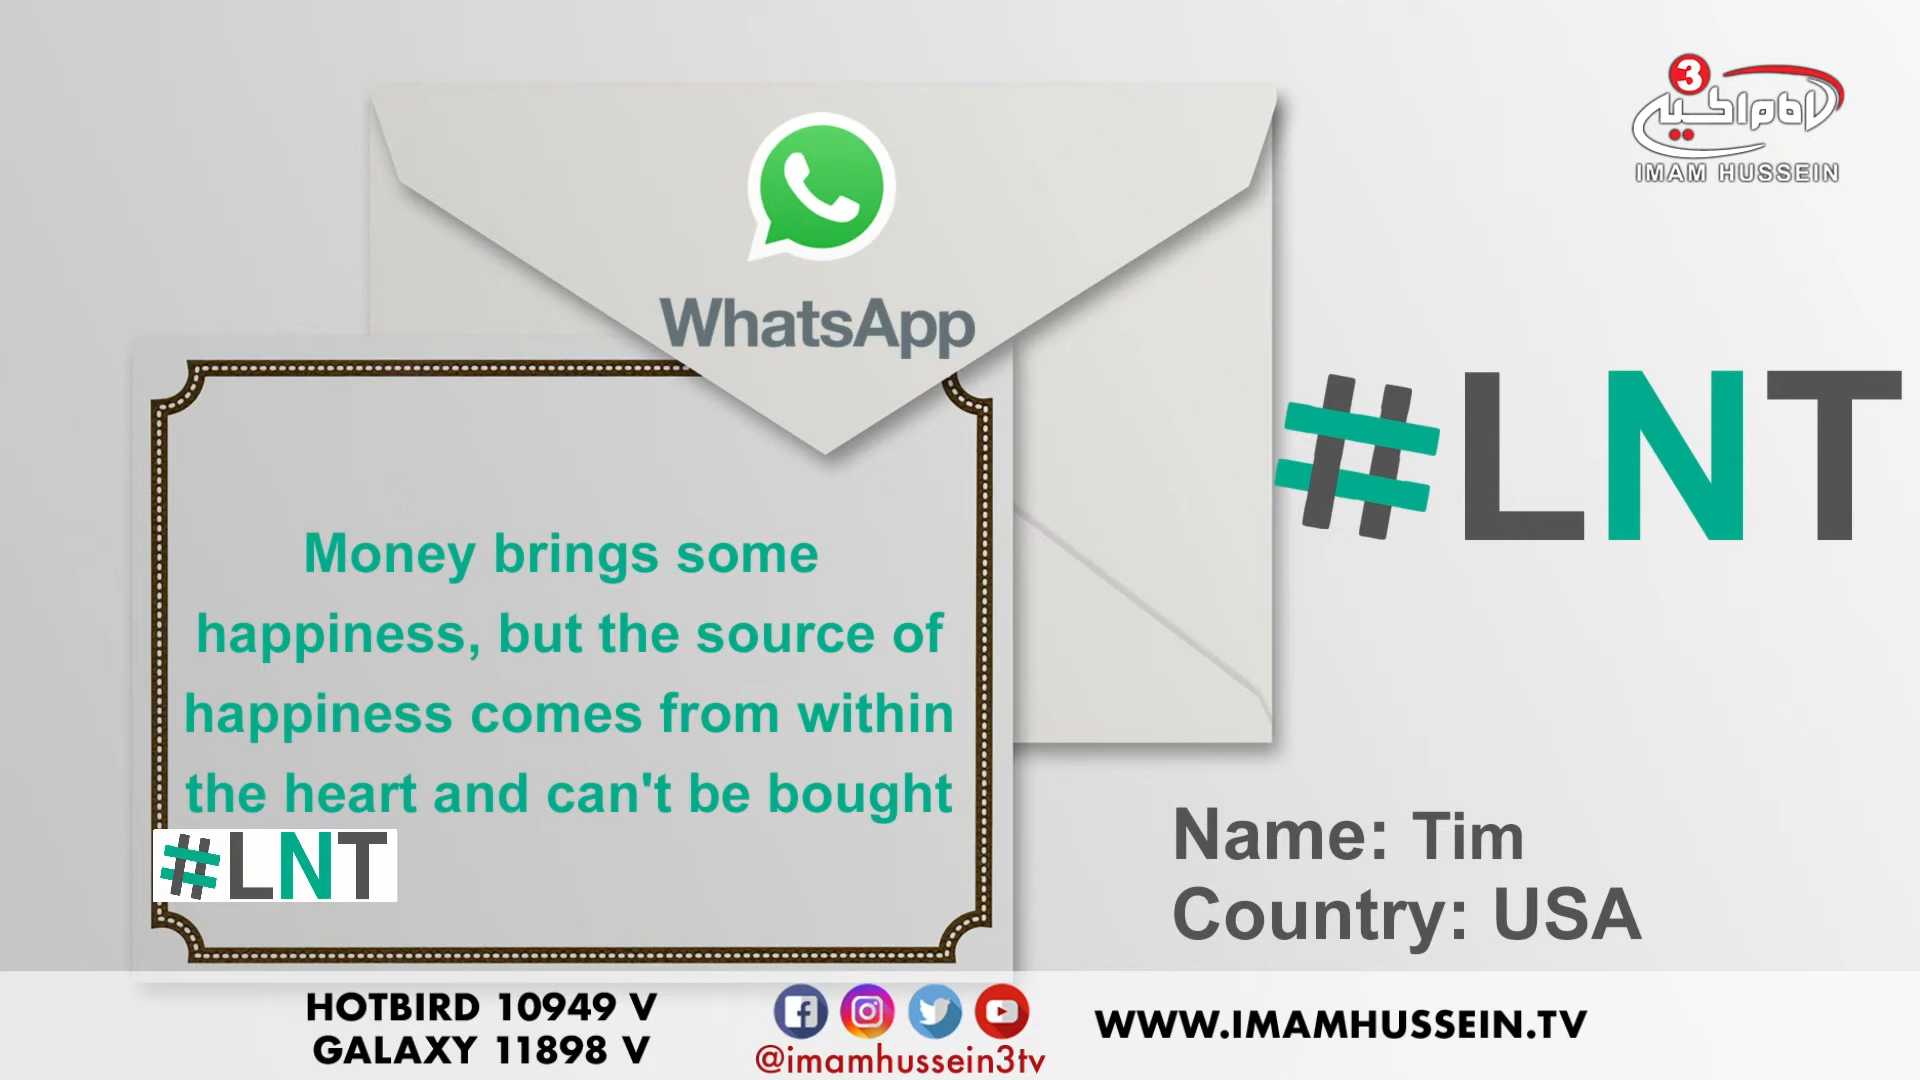 3
IMAM HUSSEIN
WhatsApp
#LNT
Money brings some
happiness, but the source of
happiness comes from within
the heart and can't be bought
#LNT
Name: Tim
Country: USA
HOTBIRD 10949 V
GALAXY 11898 V
@imamhussein3tv
WWW.IMAMHUSSEIN.TV